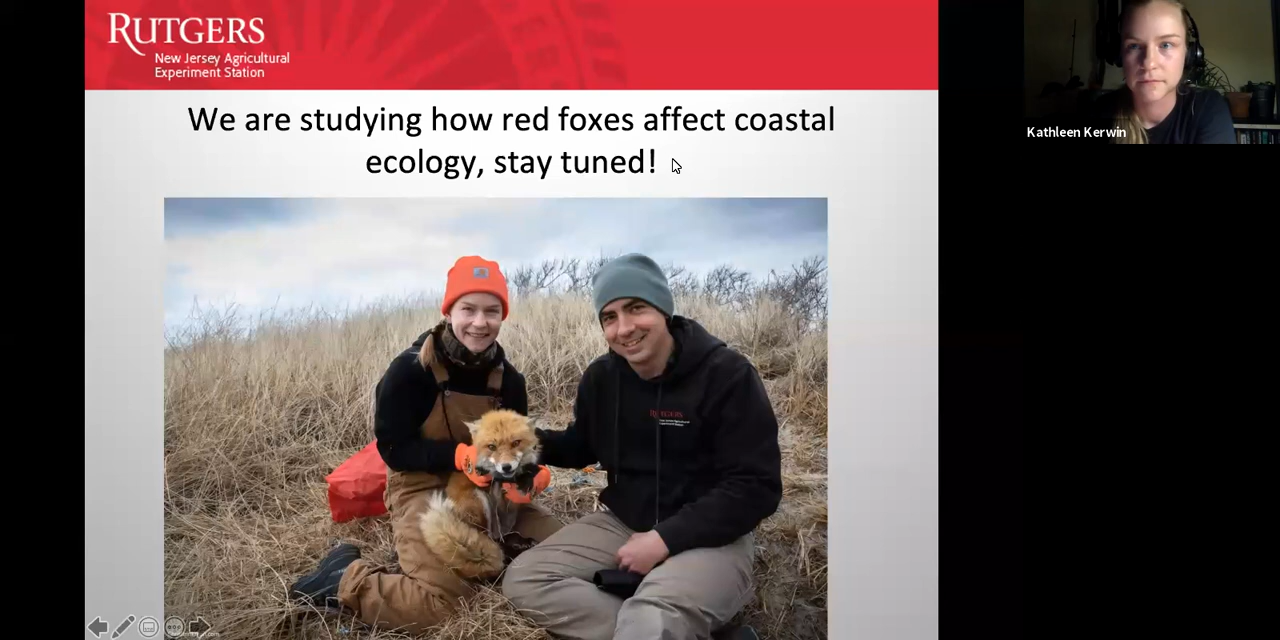 RUTGERS
New Jersey Agricultural
Experiment Station
We are studying how red foxes affect coastal
ecology, stay tuned!
Kathleen Kerwin
RUTGERS